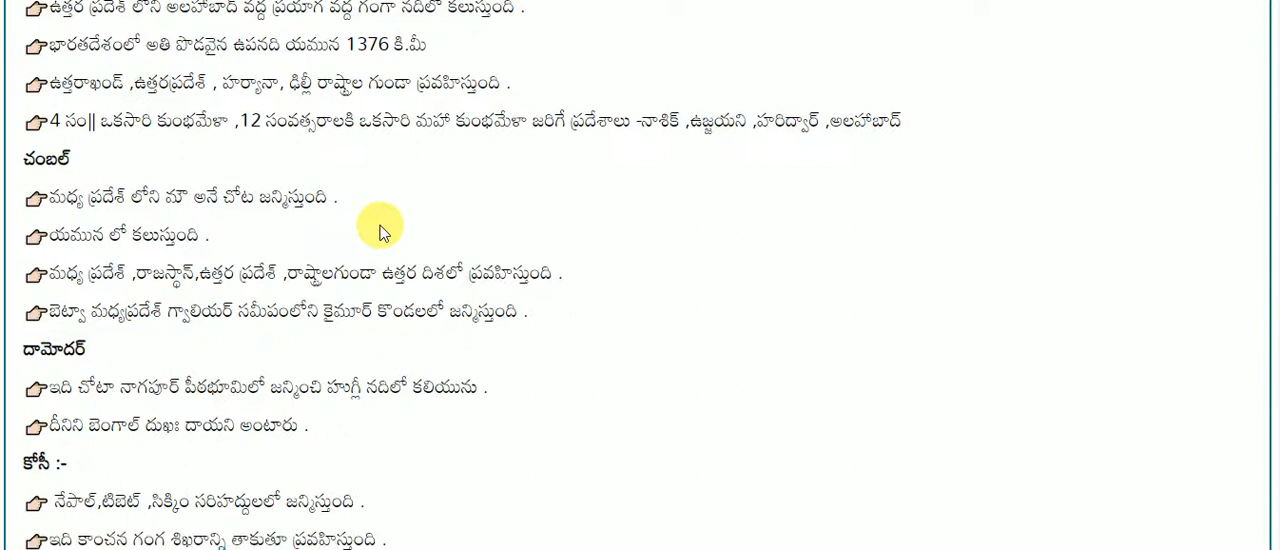 👉ఉత్తర ప్రదేశ్ లోని అలహాబాద్ వద్ద ప్రయాగ వద్ద గంగా నదిలో కలుస్తుంది .
👉భారతదేశంలో అతి పొడవైన ఉపనది యమున 1376 కి.మీ
👉ఉత్తరాఖండ్ ,ఉత్తరప్రదేశ్ , హర్యానా, ఢిల్లీ రాష్ట్రాల గుండా ప్రవహిస్తుంది .
👉4 సం|| ఒకసారి కుంభమేళా ,12 సంవత్సరాలకి ఒకసారి మహా కుంభమేళా జరిగే ప్రదేశాలు -నాశిక్ ,ఉజ్జయని ,హరిద్వార్ ,అలహాబాద్
చంబల్
👉మధ్య ప్రదేశ్ లోని మౌ అనే చోట జన్మిస్తుంది .
👉యమున లో కలుస్తుంది .
👉మధ్య ప్రదేశ్ ,రాజస్థాన్,ఉత్తర ప్రదేశ్ ,రాష్ట్రాలగుండా ఉత్తర దిశలో ప్రవహిస్తుంది .
👉బెట్వా మధ్యప్రదేశ్ గ్వాలియర్ సమీపంలోని కైమూర్ కొండలలో జన్మిస్తుంది .
దామోదర్
👉ఇది చోటా నాగపూర్ పీఠభూమిలో జన్మించి హుగ్లీ నదిలో కలియును .
👉దీనిని బెంగాల్ దుఖః దాయని అంటారు .
కోసీ :-
👉 నేపాల్,టిబెట్ ,సిక్కిం సరిహద్దులలో జన్మిస్తుంది .
👉ఇది కాంచన గంగ శిఖరాన్ని తాకుతూ ప్రవహిస్తుంది .